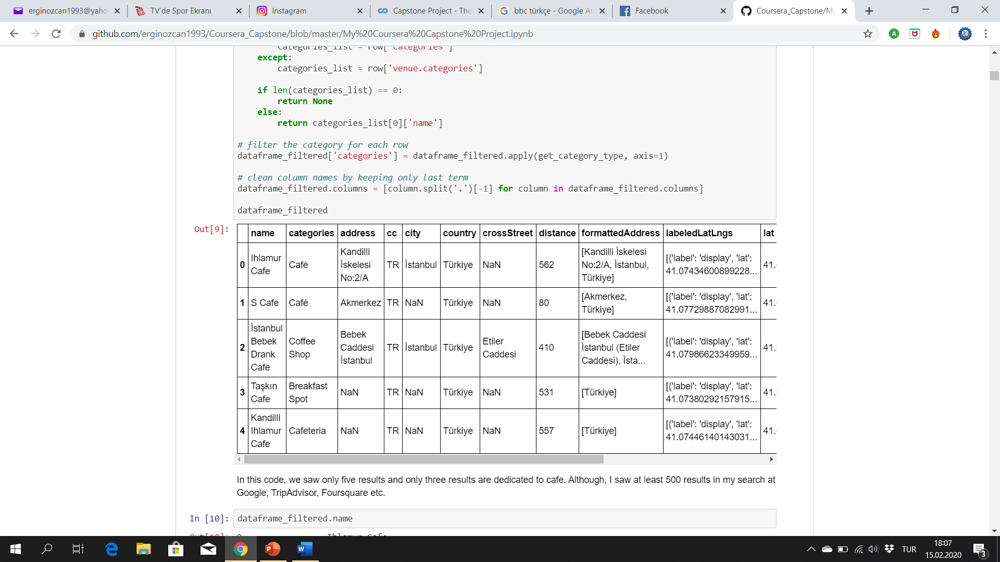 erginozcan1993@yaho
TV'de Spor Ekranı
Instagram
Capstone Project - The
bbc türkçe - Google Ar
Facebook
Coursera_Capstone/My
github.com/erginozcan1993/Coursera_Capstone/blob/master/My%20Coursera%20Capstone%20Project.ipynb
categories_list = row['categories']
except:
categories_list = row['venue.categories']
if len(categories_list) == 0:
return None
else:
return categories_list[0]['name']
# filter the category for each row
dataframe_filtered['categories'] = dataframe_filtered.apply(get_category_type, axis=1)
# clean column names by keeping only last term
dataframe_filtered.columns = [column.split('.')[-1] for column in dataframe_filtered.columns]
dataframe_filtered
Out[9]:
name categories address cc city country crossStreet distance formattedAddress labeledLatLngs lat
0 Ihlamur Cafe Café Kandilli İskelesi No:2/A TR İstanbul Türkiye NaN 562 [Kandilli İskelesi No:2/A, İstanbul, Türkiye] [{'label': 'display', 'lat': 41.07434600899228... 41.
1 S Cafe Café Akmerkez TR NaN Türkiye NaN 80 [Akmerkez, Türkiye] [{'label': 'display', 'lat': 41.07729887082991... 41.
2 İstanbul Bebek Drank Cafe Coffee Shop Bebek Caddesi İstanbul TR İstanbul Türkiye Etiler Caddesi 410 [Bebek Caddesi İstanbul (Etiler Caddesi), İsta... [{'label': 'display', 'lat': 41.07986623349959... 41.
3 Taşkın Cafe Breakfast Spot NaN TR NaN Türkiye NaN 531 [Türkiye] [{'label': 'display', 'lat': 41.07380292157915... 41.
4 Kandilli Ihlamur Cafe Cafeteria NaN TR NaN Türkiye NaN 557 [Türkiye] [{'label': 'display', 'lat': 41.07446140143031... 41.
In this code, we saw only five results and only three results are dedicated to cafe. Although, I saw at least 500 results in my search at
Google, TripAdvisor, Foursquare etc.
In [10]: dataframe_filtered.name
Out[10]: 0 Ihlamur Cafe
TUR
18:07
15.02.2020
3